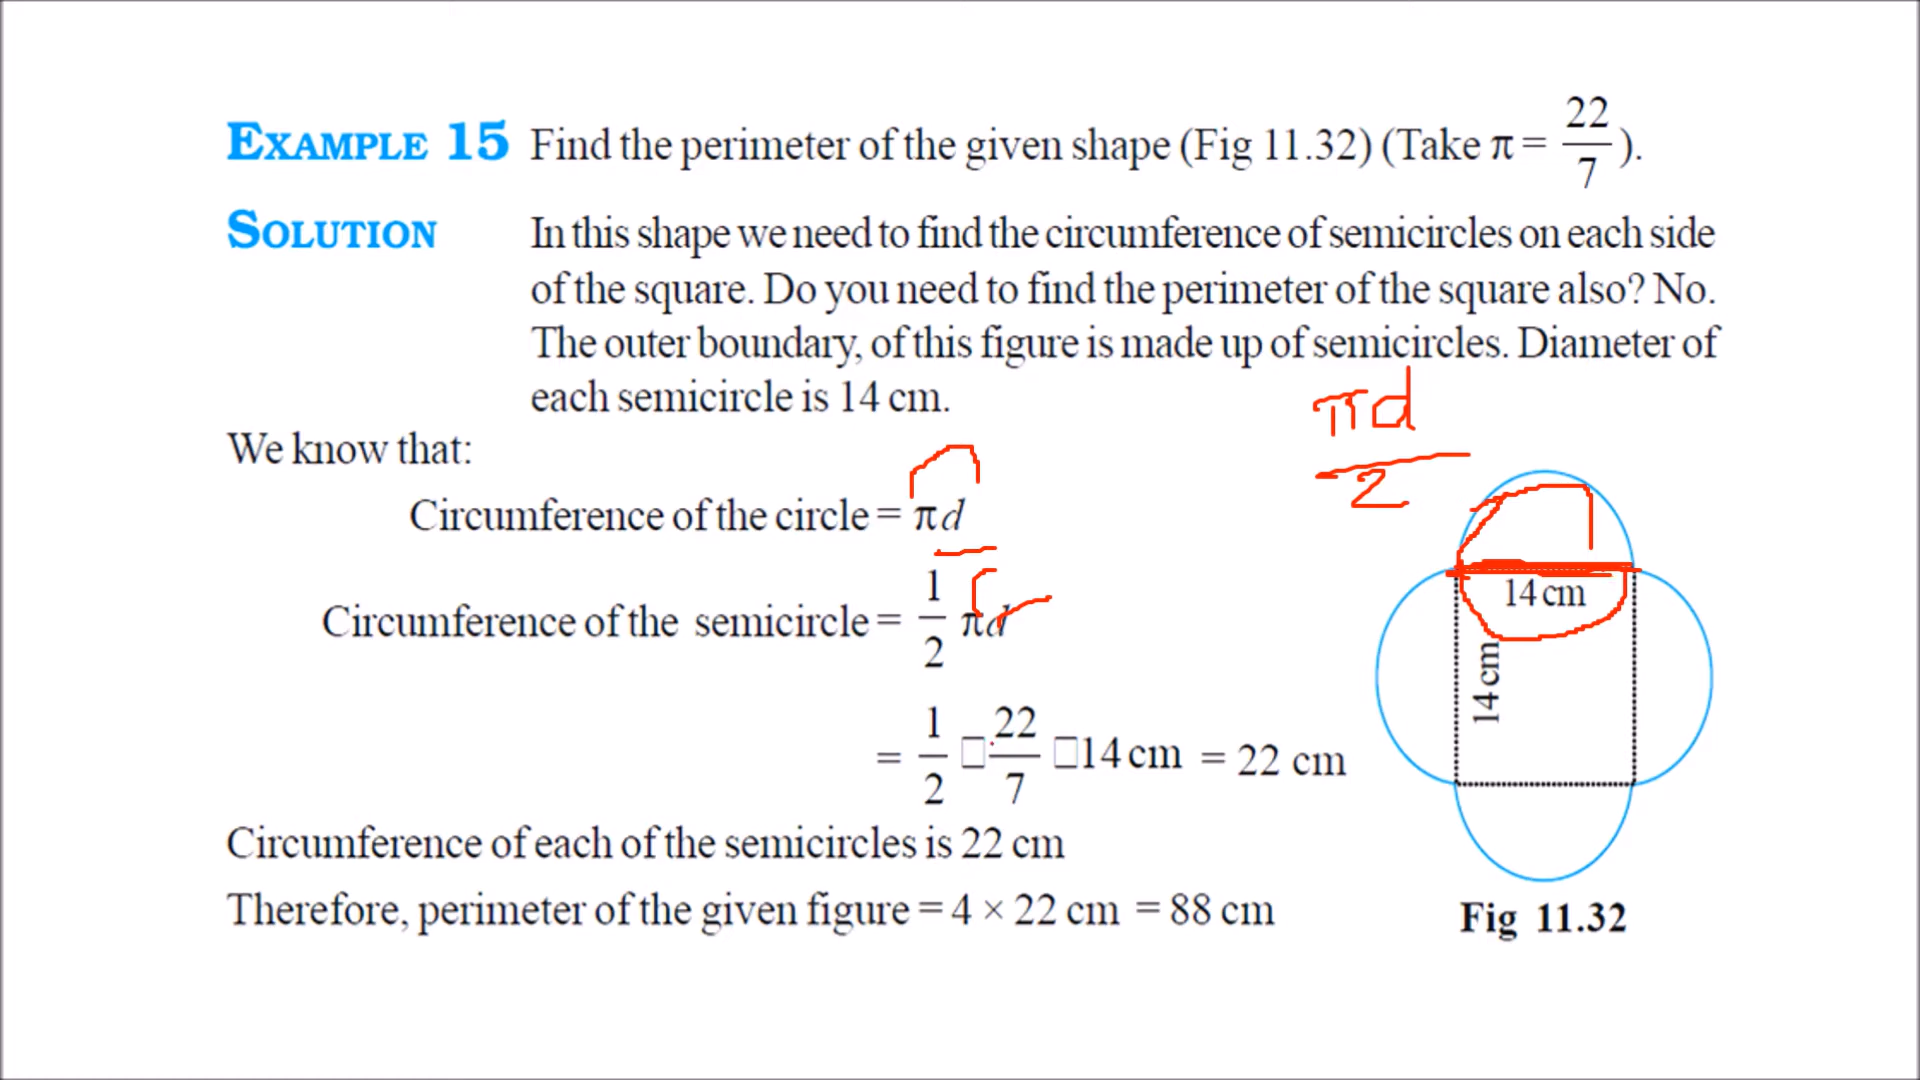 EXAMPLE 15 Find the perimeter of the given shape (Fig 11.32) (Take π = 22/7).
SOLUTION In this shape we need to find the circumference of semicircles on each side
of the square. Do you need to find the perimeter of the square also? No.
The outer boundary, of this figure is made up of semicircles. Diameter of
each semicircle is 14 cm.
We know that:
Circumference of the circle = πd
Circumference of the semicircle = 1/2 πd
= 1/2 □ 22/7 □ 14 cm = 22 cm
Circumference of each of the semicircles is 22 cm
Therefore, perimeter of the given figure = 4 × 22 cm = 88 cm
πd/2
14 cm
14 cm
Fig 11.32